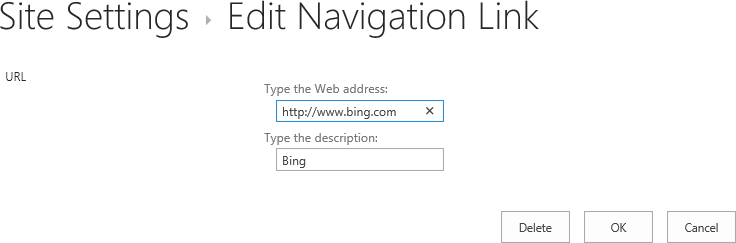 Site Settings ▸ Edit Navigation Link
URL
Type the Web address:
http://www.bing.com ✕
Type the description:
Bing
Delete OK Cancel